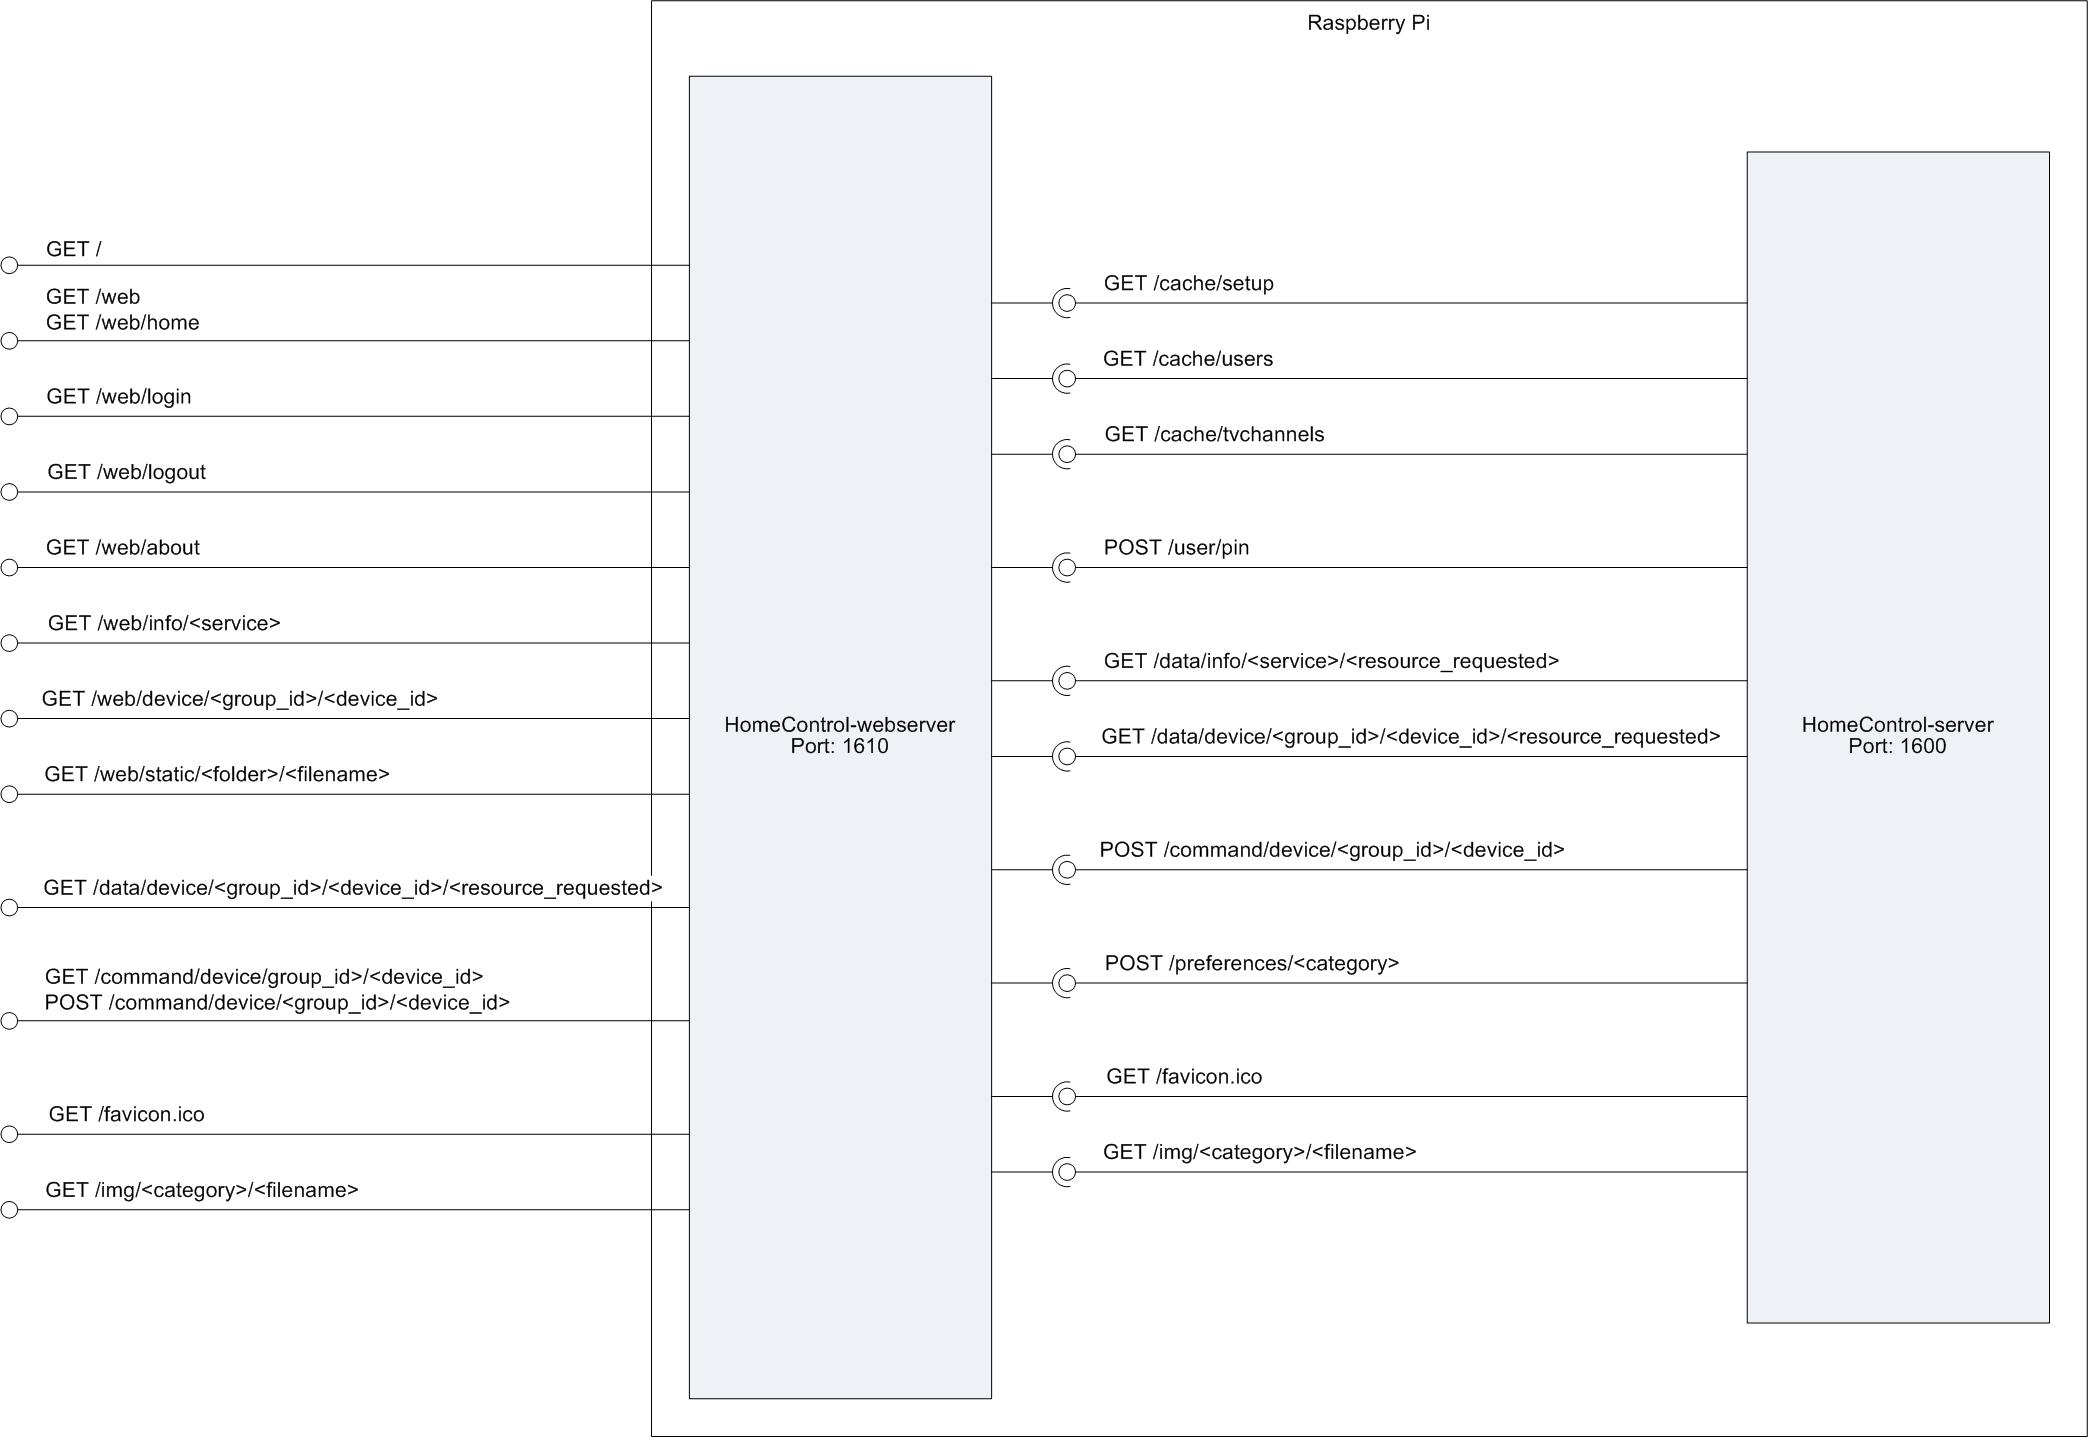 Raspberry Pi
GET /
GET /web
GET /web/home
GET /web/login
GET /web/logout
GET /web/about
GET /web/info/<service>
GET /web/device/<group_id>/<device_id>
GET /web/static/<folder>/<filename>
GET /data/device/<group_id>/<device_id>/<resource_requested>
GET /command/device/group_id>/<device_id>
POST /command/device/<group_id>/<device_id>
GET /favicon.ico
GET /img/<category>/<filename>
HomeControl-webserver
Port: 1610
GET /cache/setup
GET /cache/users
GET /cache/tvchannels
POST /user/pin
GET /data/info/<service>/<resource_requested>
GET /data/device/<group_id>/<device_id>/<resource_requested>
POST /command/device/<group_id>/<device_id>
POST /preferences/<category>
GET /favicon.ico
GET /img/<category>/<filename>
HomeControl-server
Port: 1600